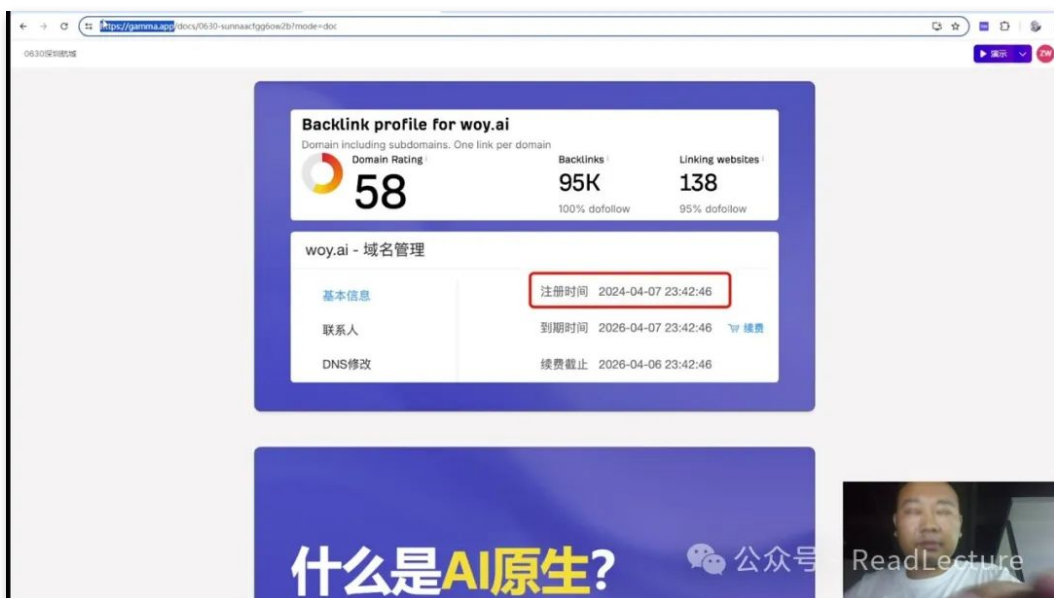 https://gamma.app/docs/0630-sunnaacfgg6ow2b?mode=doc
0630深圳航城
演示
ZW
Backlink profile for woy.ai
Domain including subdomains. One link per domain
Domain Rating
58
Backlinks
95K
100% dofollow
Linking websites
138
95% dofollow
woy.ai - 域名管理
基本信息
注册时间 2024-04-07 23:42:46
联系人
到期时间 2026-04-07 23:42:46 续费
DNS修改
续费截止 2026-04-06 23:42:46
什么是AI原生?
公众号 ReadLecture